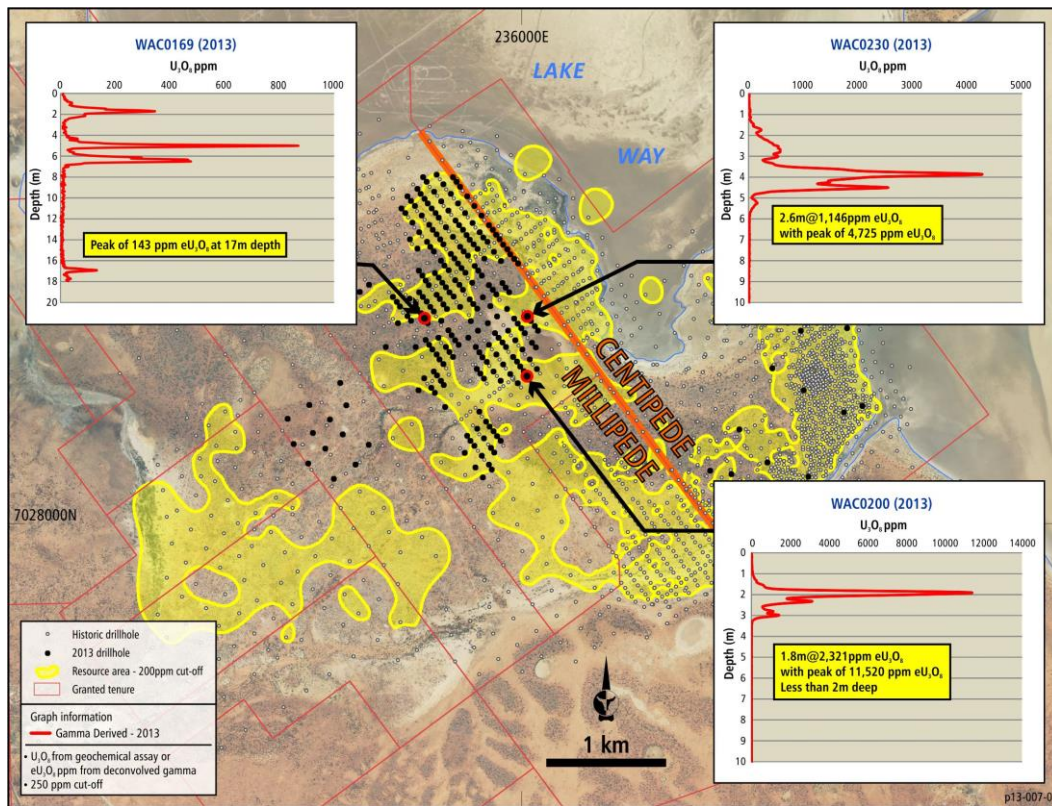 WAC0169 (2013)
U₃O₈ ppm
0 200 400 600 800 1000
Depth (m)
0
2
4
6
8
10
12
14
16
18
20
Peak of 143 ppm eU₃O₈ at 17m depth
236000E
LAKE
WAY
WAC0230 (2013)
U₃O₈ ppm
0 1000 2000 3000 4000 5000
Depth (m)
0
1
2
3
4
5
6
7
8
9
10
2.6m@1,146ppm eU₃O₈
with peak of 4,725 ppm eU₃O₈
CENTIPEDE
MILLIPEDE
7028000N
WAC0200 (2013)
U₃O₈ ppm
0 2000 4000 6000 8000 10000 12000 14000
Depth (m)
0
1
2
3
4
5
6
7
8
9
10
1.8m@2,321ppm eU₃O₈
with peak of 11,520 ppm eU₃O₈
Less than 2m deep
Historic drillhole
2013 drillhole
Resource area - 200ppm cut-off
Granted tenure
Graph information
Gamma Derived - 2013
• U₃O₈ from geochemical assay or
eU₃O₈ ppm from deconvolved gamma
• 250 ppm cut-off
1 km
p13-007-0